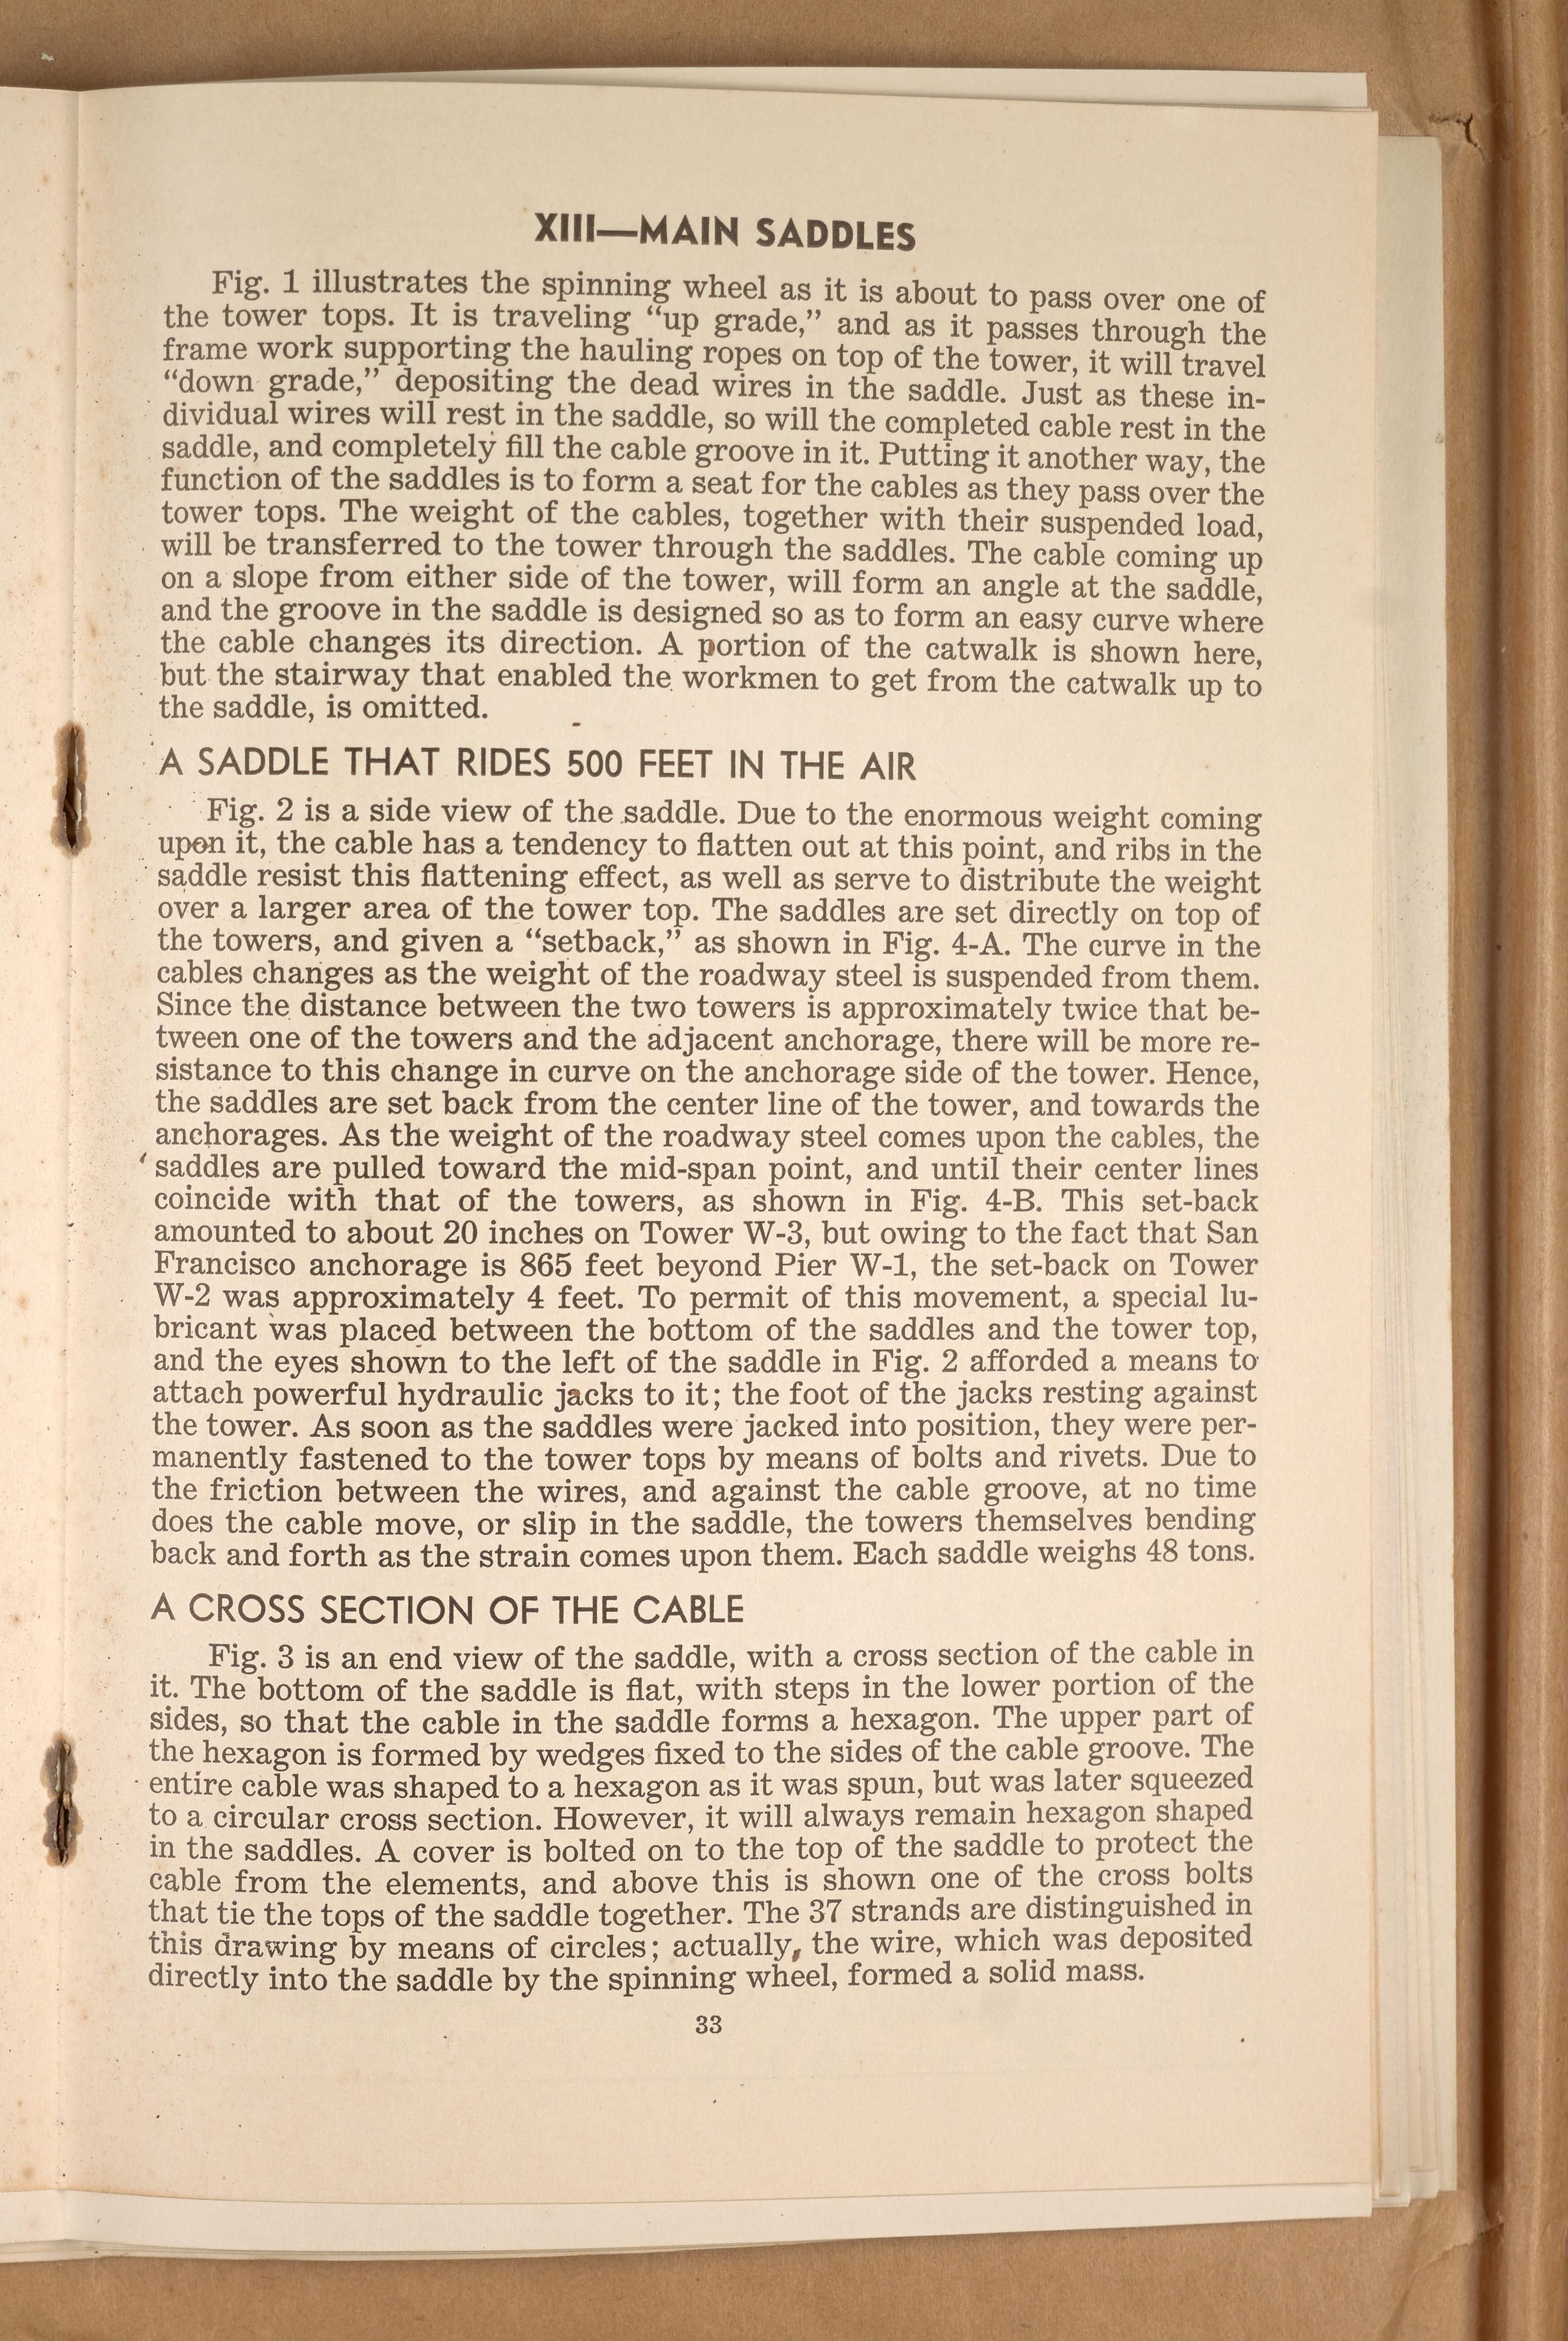 XIII—MAIN SADDLES
Fig. 1 illustrates the spinning wheel as it is about to pass over one of
the tower tops. It is traveling “up grade,” and as it passes through the
frame work supporting the hauling ropes on top of the tower, it will travel
“down grade,” depositing the dead wires in the saddle. Just as these in-
dividual wires will rest in the saddle, so will the completed cable rest in the
saddle, and completely fill the cable groove in it. Putting it another way, the
function of the saddles is to form a seat for the cables as they pass over the
tower tops. The weight of the cables, together with their suspended load,
will be transferred to the tower through the saddles. The cable coming up
on a slope from either side of the tower, will form an angle at the saddle,
and the groove in the saddle is designed so as to form an easy curve where
the cable changes its direction. A portion of the catwalk is shown here,
but the stairway that enabled the workmen to get from the catwalk up to
the saddle, is omitted.
A SADDLE THAT RIDES 500 FEET IN THE AIR
Fig. 2 is a side view of the saddle. Due to the enormous weight coming
upon it, the cable has a tendency to flatten out at this point, and ribs in the
saddle resist this flattening effect, as well as serve to distribute the weight
over a larger area of the tower top. The saddles are set directly on top of
the towers, and given a “setback,” as shown in Fig. 4-A. The curve in the
cables changes as the weight of the roadway steel is suspended from them.
Since the distance between the two towers is approximately twice that be-
tween one of the towers and the adjacent anchorage, there will be more re-
sistance to this change in curve on the anchorage side of the tower. Hence,
the saddles are set back from the center line of the tower, and towards the
anchorages. As the weight of the roadway steel comes upon the cables, the
saddles are pulled toward the mid-span point, and until their center lines
coincide with that of the towers, as shown in Fig. 4-B. This set-back
amounted to about 20 inches on Tower W-3, but owing to the fact that San
Francisco anchorage is 865 feet beyond Pier W-1, the set-back on Tower
W-2 was approximately 4 feet. To permit of this movement, a special lu-
bricant was placed between the bottom of the saddles and the tower top,
and the eyes shown to the left of the saddle in Fig. 2 afforded a means to
attach powerful hydraulic jacks to it; the foot of the jacks resting against
the tower. As soon as the saddles were jacked into position, they were per-
manently fastened to the tower tops by means of bolts and rivets. Due to
the friction between the wires, and against the cable groove, at no time
does the cable move, or slip in the saddle, the towers themselves bending
back and forth as the strain comes upon them. Each saddle weighs 48 tons.
A CROSS SECTION OF THE CABLE
Fig. 3 is an end view of the saddle, with a cross section of the cable in
it. The bottom of the saddle is flat, with steps in the lower portion of the
sides, so that the cable in the saddle forms a hexagon. The upper part of
the hexagon is formed by wedges fixed to the sides of the cable groove. The
entire cable was shaped to a hexagon as it was spun, but was later squeezed
to a circular cross section. However, it will always remain hexagon shaped
in the saddles. A cover is bolted on to the top of the saddle to protect the
cable from the elements, and above this is shown one of the cross bolts
that tie the tops of the saddle together. The 37 strands are distinguished in
this drawing by means of circles; actually, the wire, which was deposited
directly into the saddle by the spinning wheel, formed a solid mass.
33